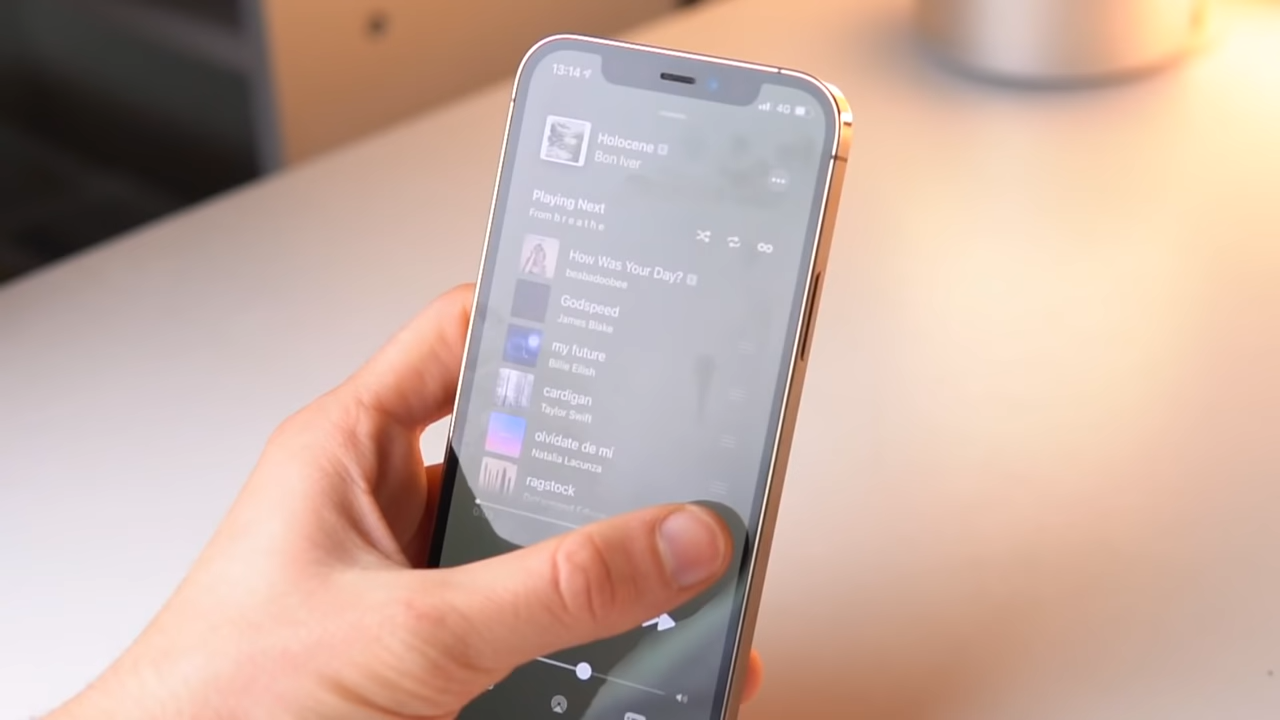 13:14
4G
Holocene
Bon Iver
Playing Next
From b r e a t h e
How Was Your Day?
beabadoobee
Godspeed
James Blake
my future
Billie Eilish
cardigan
Taylor Swift
olvídate de mí
Natalia Lacunza
ragstock